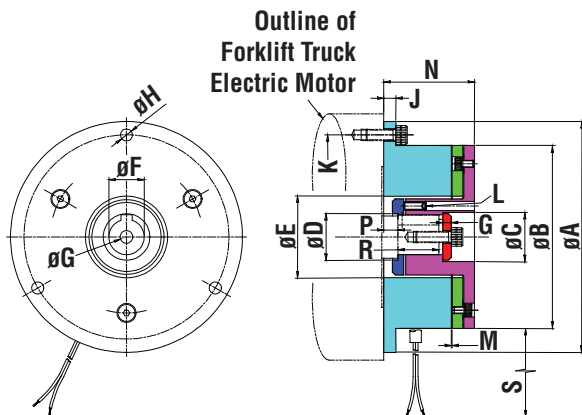 Outline of
Forklift Truck
Electric Motor
N
J
øH
K
øF
L
P
G
øG
øE
øD
R
øC
øB
øA
M
S